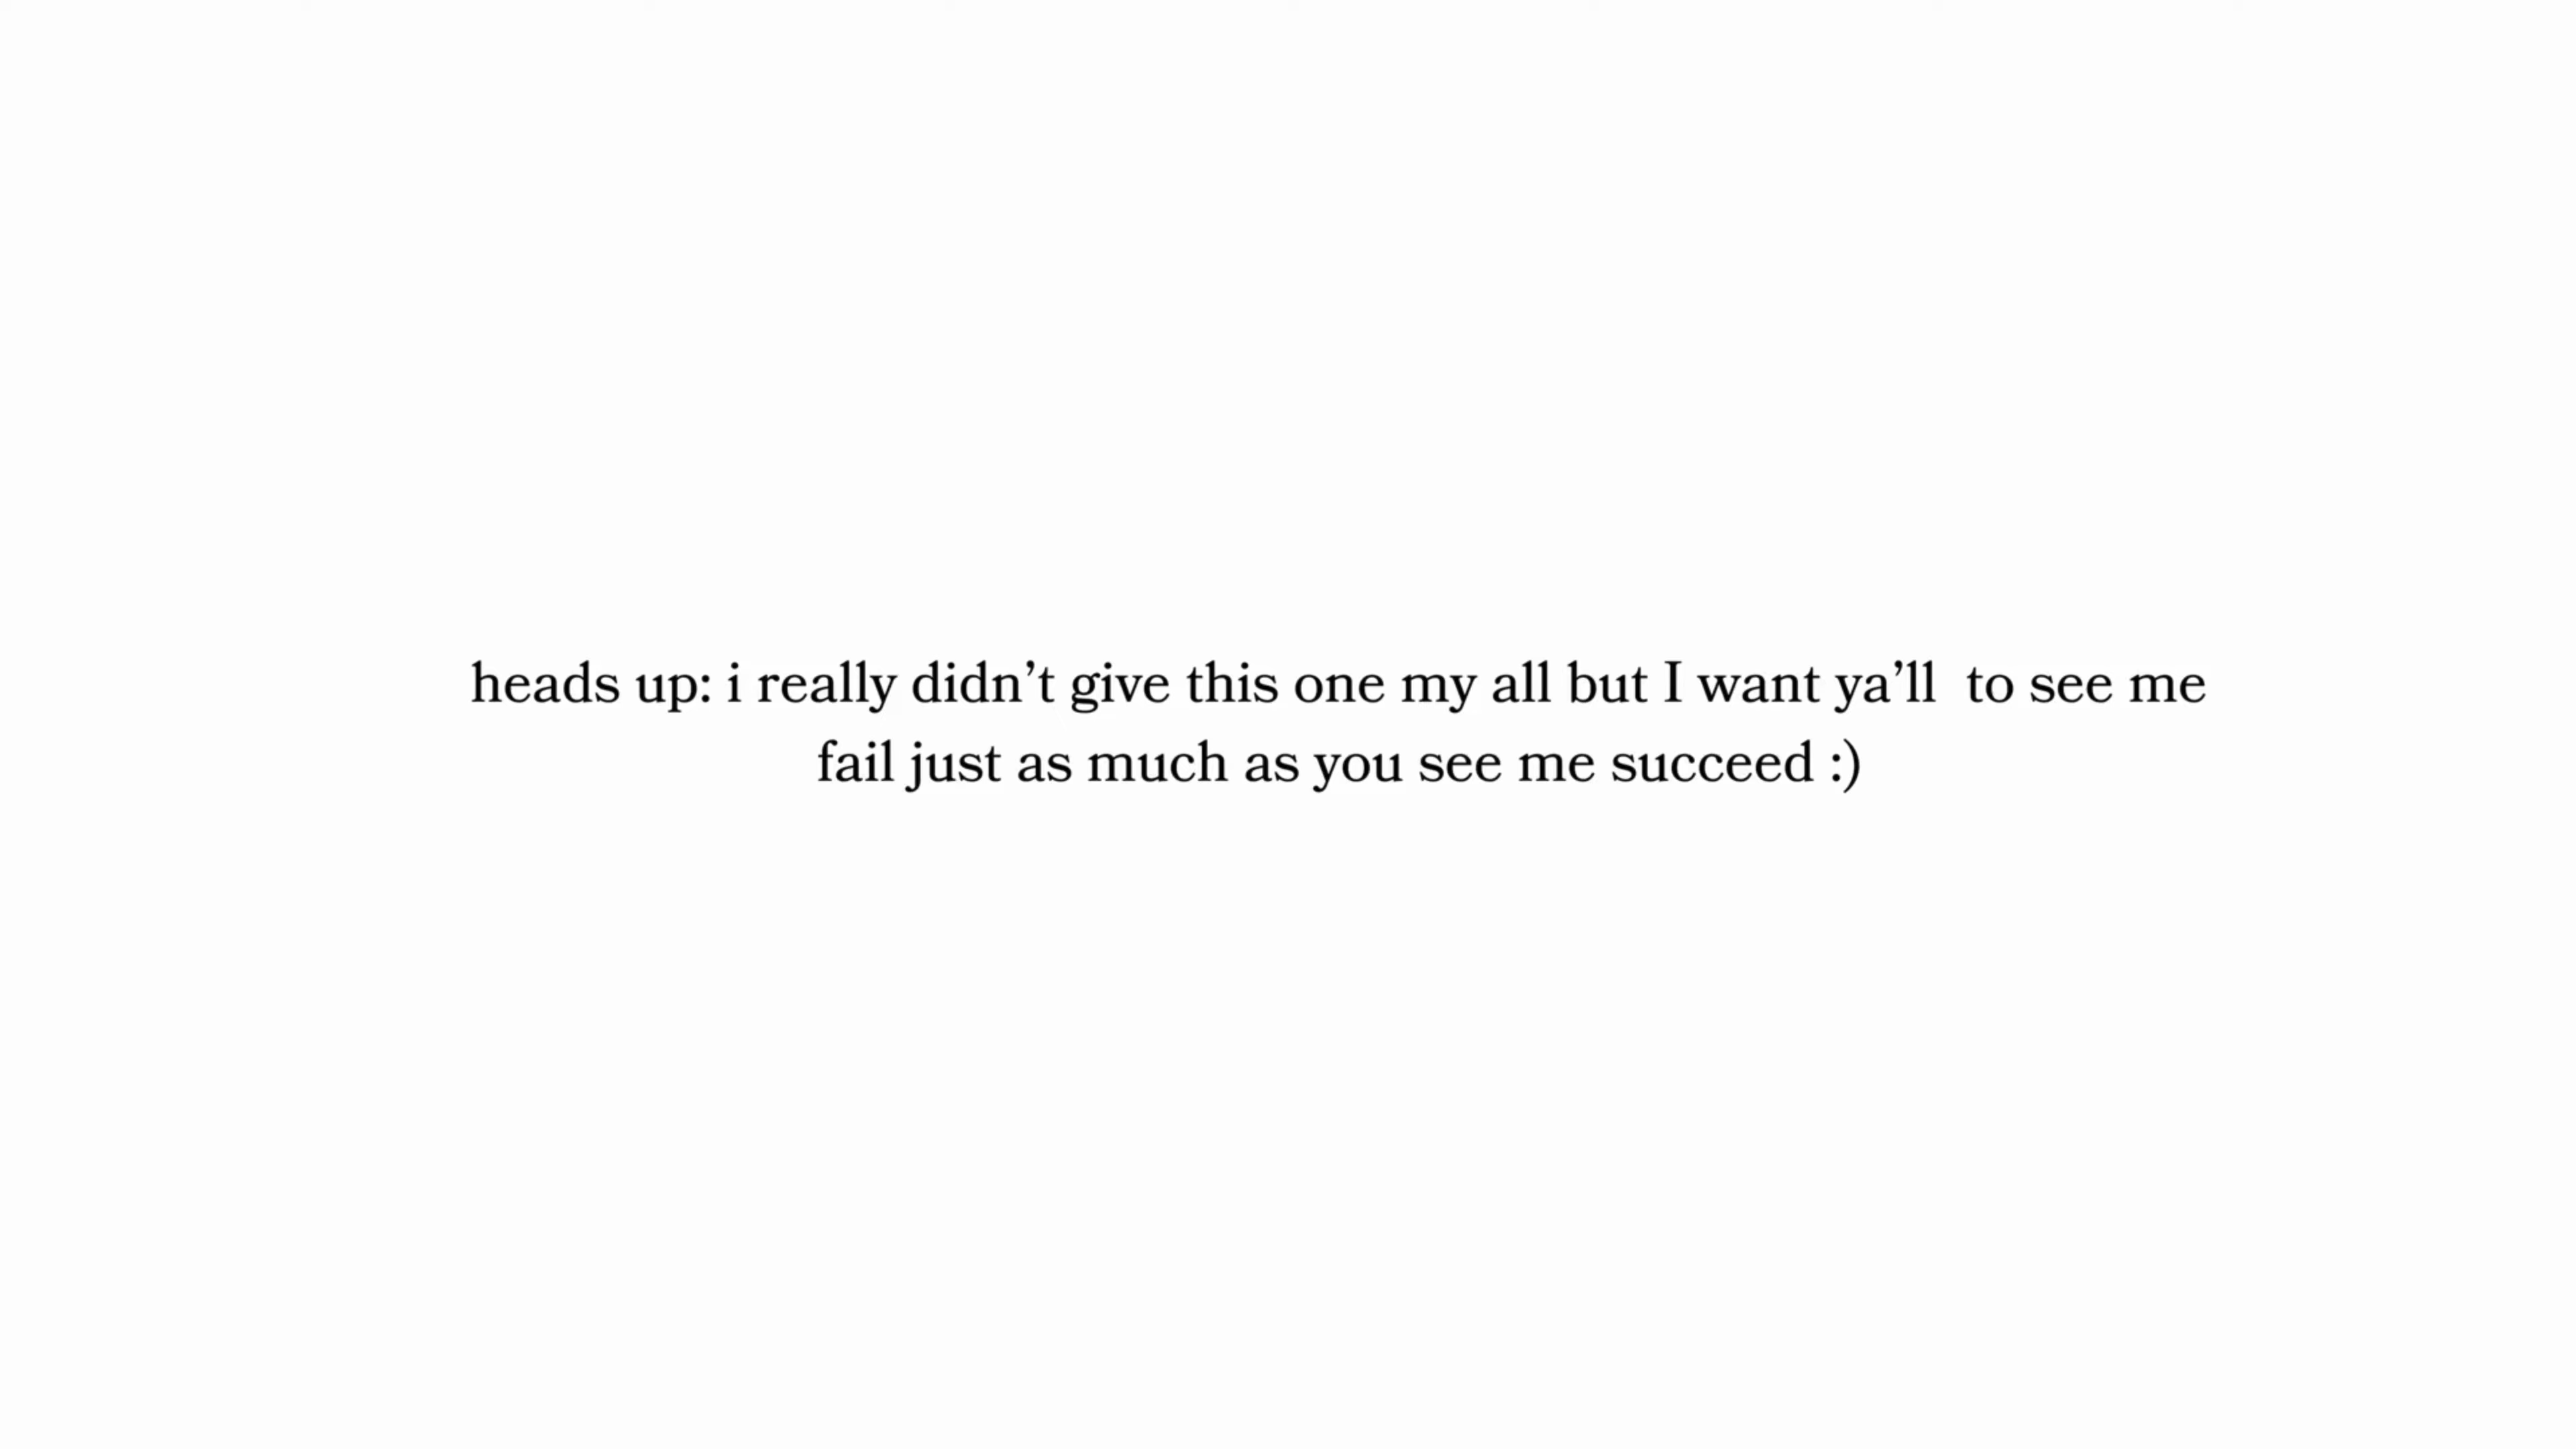 heads up: i really didn’t give this one my all but I want ya’ll  to see me
fail just as much as you see me succeed :)